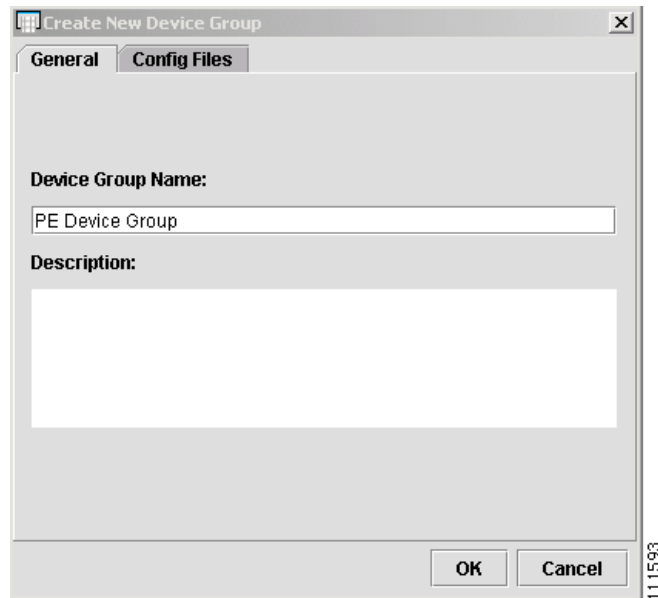 Create New Device Group
General Config Files
Device Group Name:
PE Device Group
Description:
OK Cancel
111593